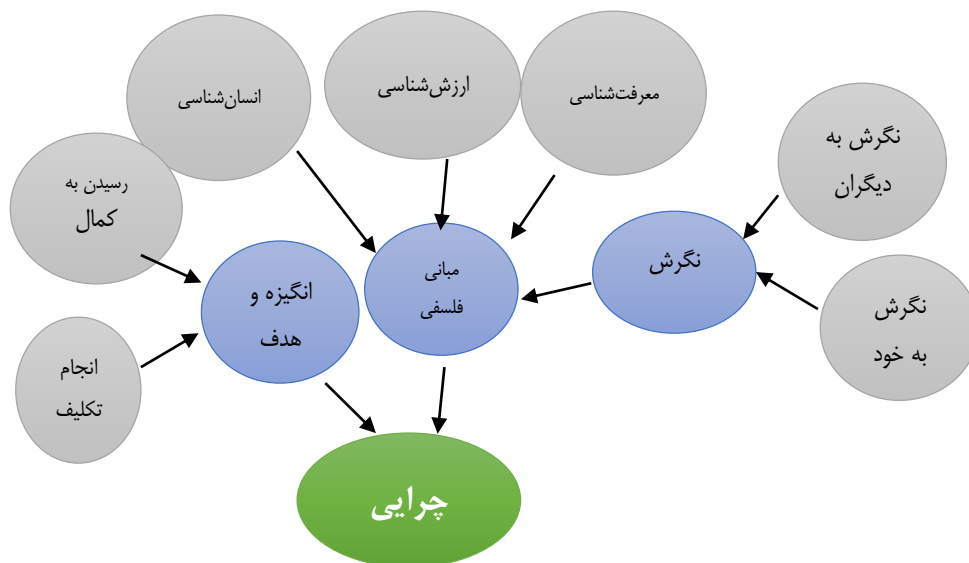 معرفت‌شناسی
ارزش‌شناسی
انسان‌شناسی
نگرش به
دیگران
رسیدن به
کمال
نگرش
مبانی
فلسفی
انگیزه و
هدف
نگرش
به خود
انجام
تکلیف
چرایی